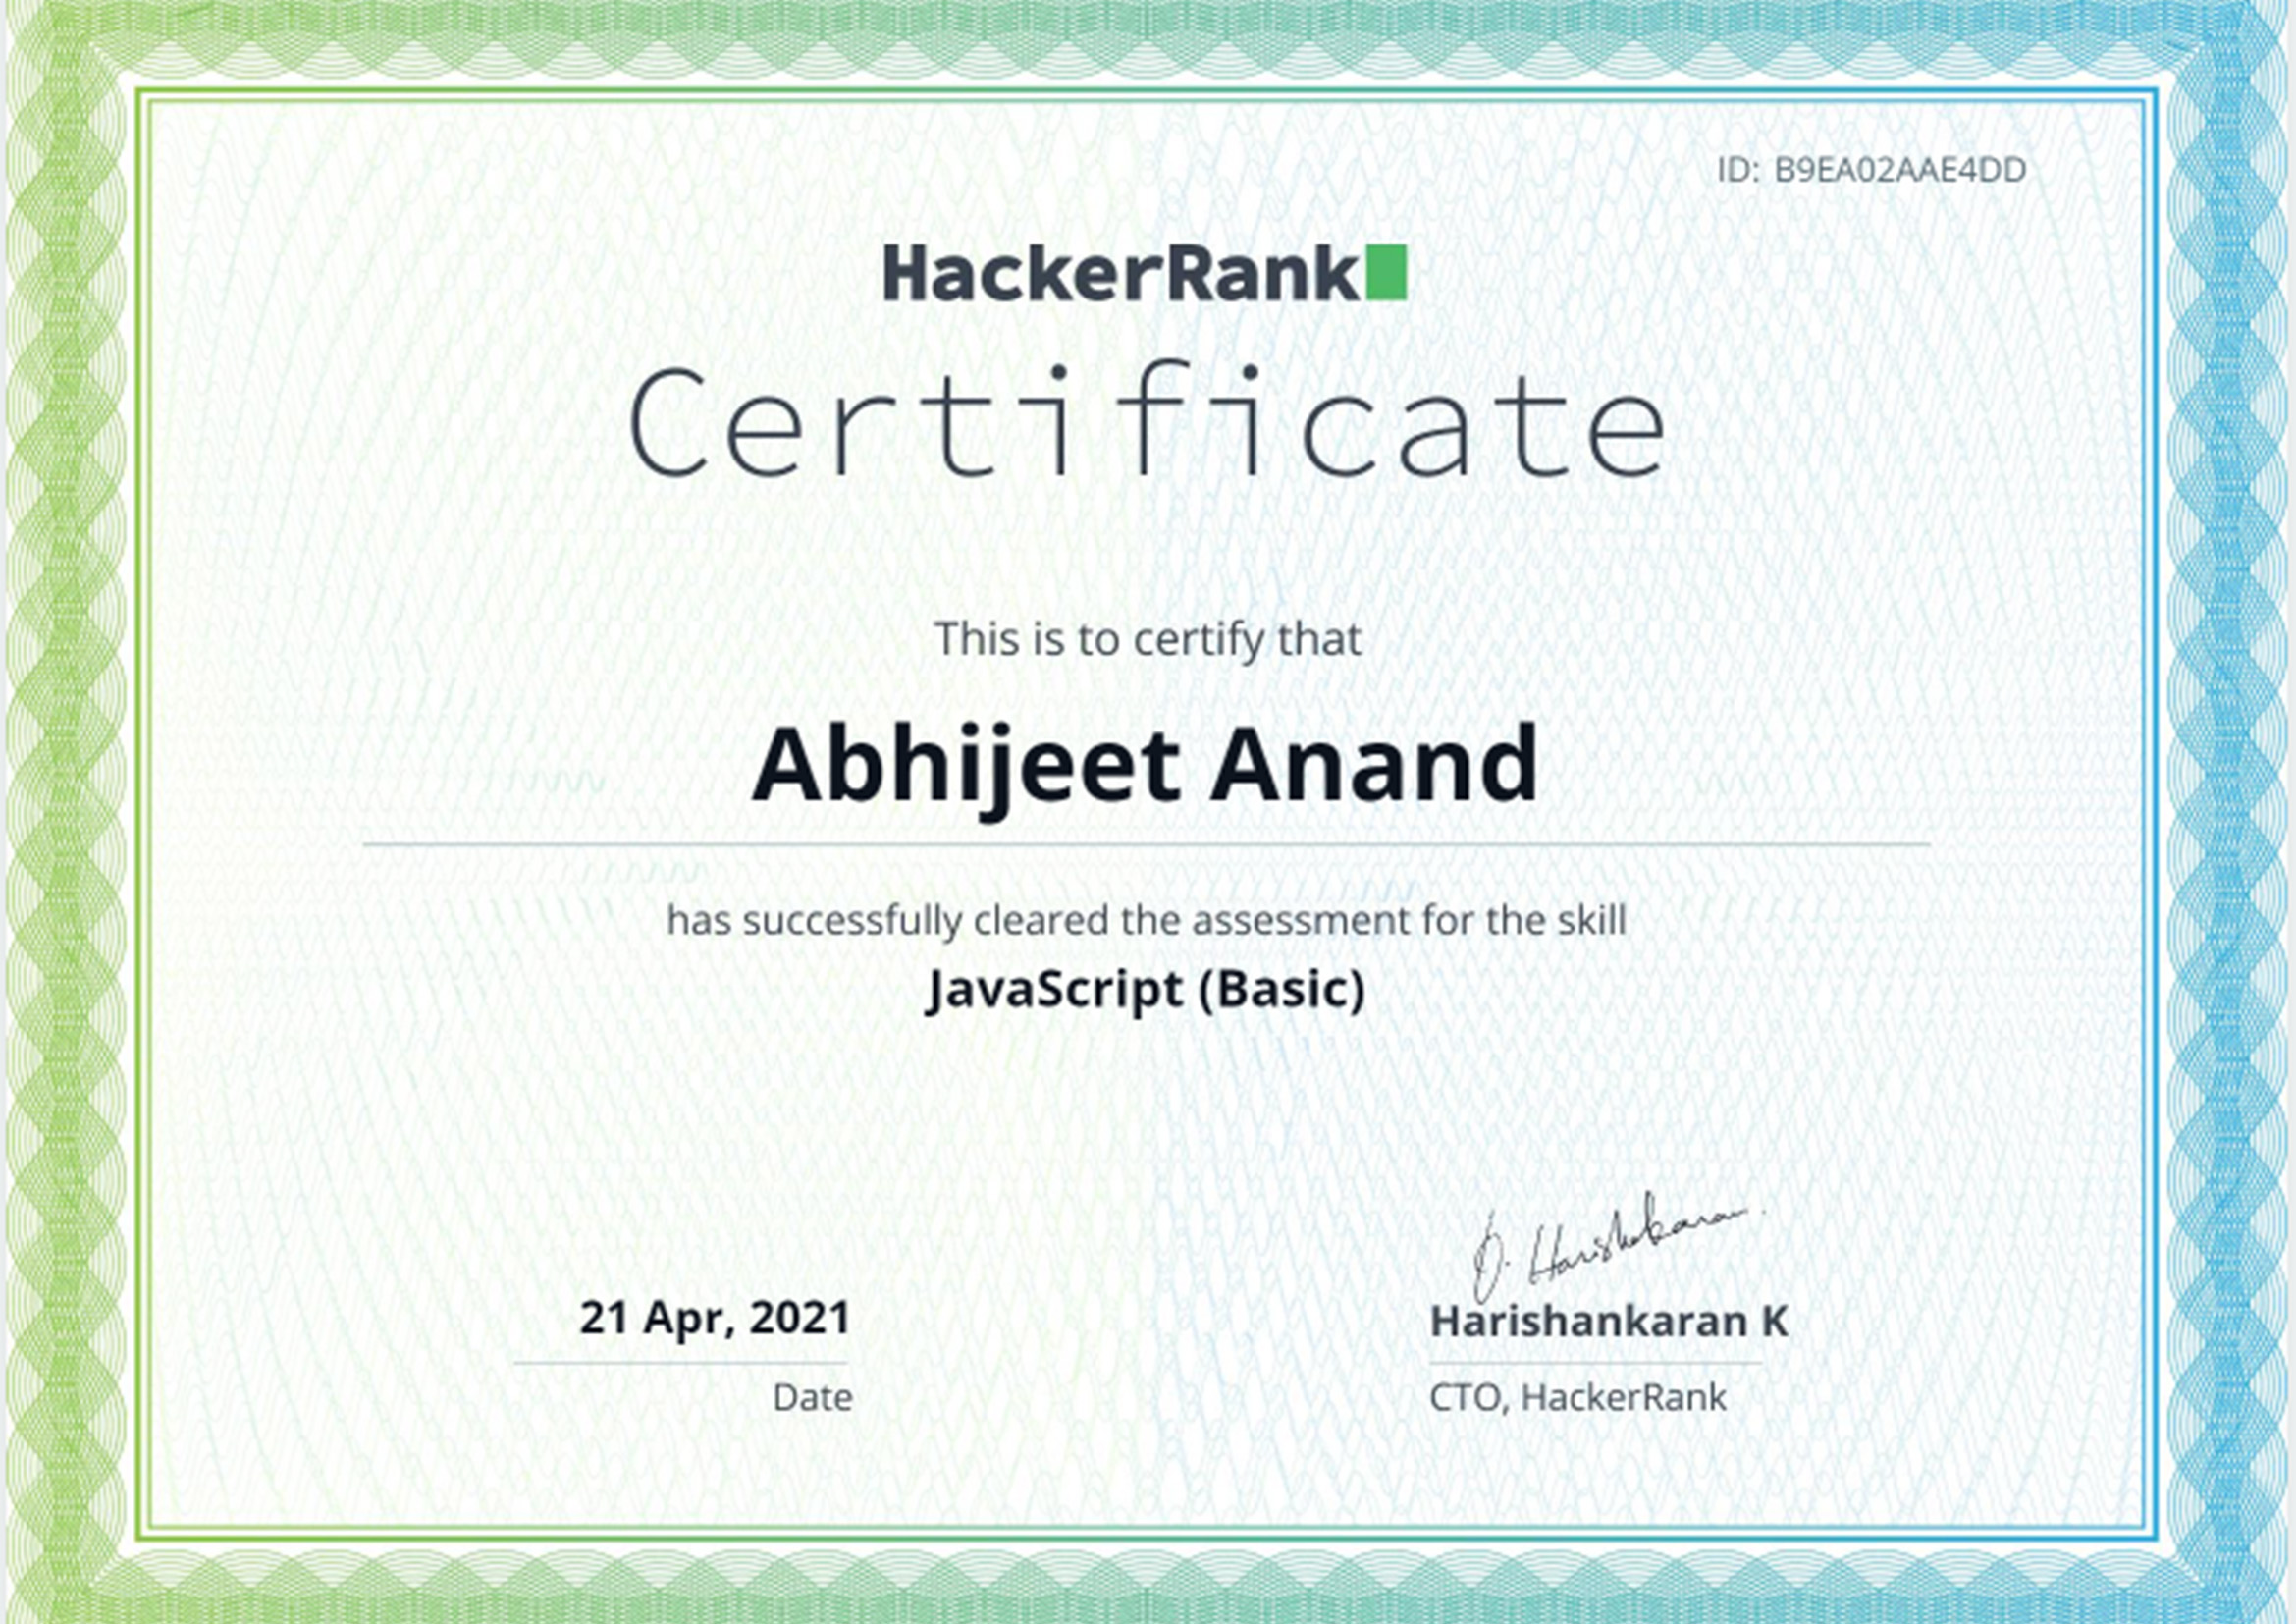 ID: B9EA02AAE4DD
HackerRank
Certificate
This is to certify that
Abhijeet Anand
has successfully cleared the assessment for the skill
JavaScript (Basic)
21 Apr, 2021
Date
Harishankaran K
CTO, HackerRank